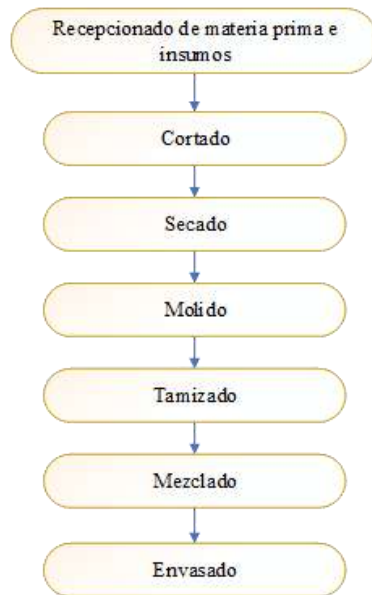 Recepcionado de materia prima e
insumos
Cortado
Secado
Molido
Tamizado
Mezclado
Envasado